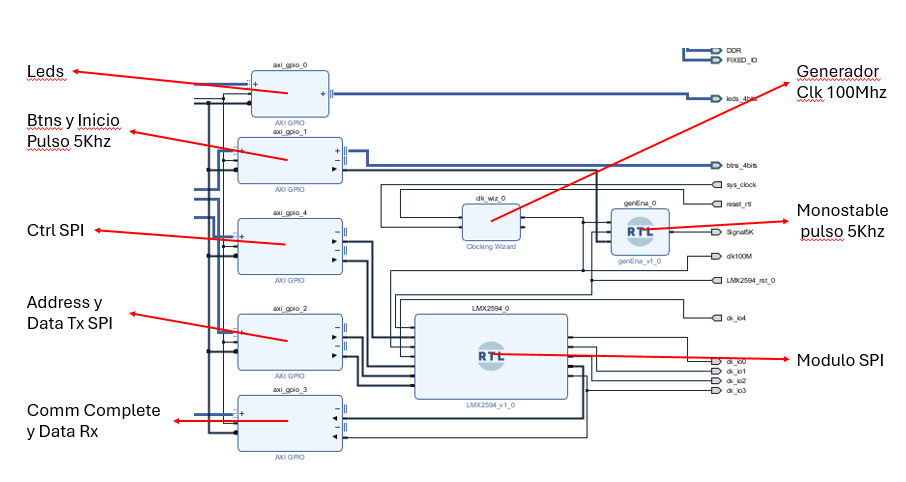 Leds
Btns y Inicio
Pulso 5Khz
Ctrl SPI
Address y
Data Tx SPI
Comm Complete
y Data Rx
axi_gpio_0
AXI GPIO
axi_gpio_1
AXI GPIO
axi_gpio_4
AXI GPIO
axi_gpio_2
AXI GPIO
axi_gpio_3
AXI GPIO
clk_wiz_0
Clocking Wizard
genEna_0
RTL
genEna_v1_0
LMX2594_0
RTL
LMX2594_v1_0
DDR
FIXED_IO
leds_4bits
btns_4bits
sys_clock
reset_rtl
Signal5K
clk100M
LMX2594_rst_0
ck_io4
ck_io0
ck_io1
ck_io2
ck_io3
Generador
Clk 100Mhz
Monostable
pulso 5Khz
Modulo SPI